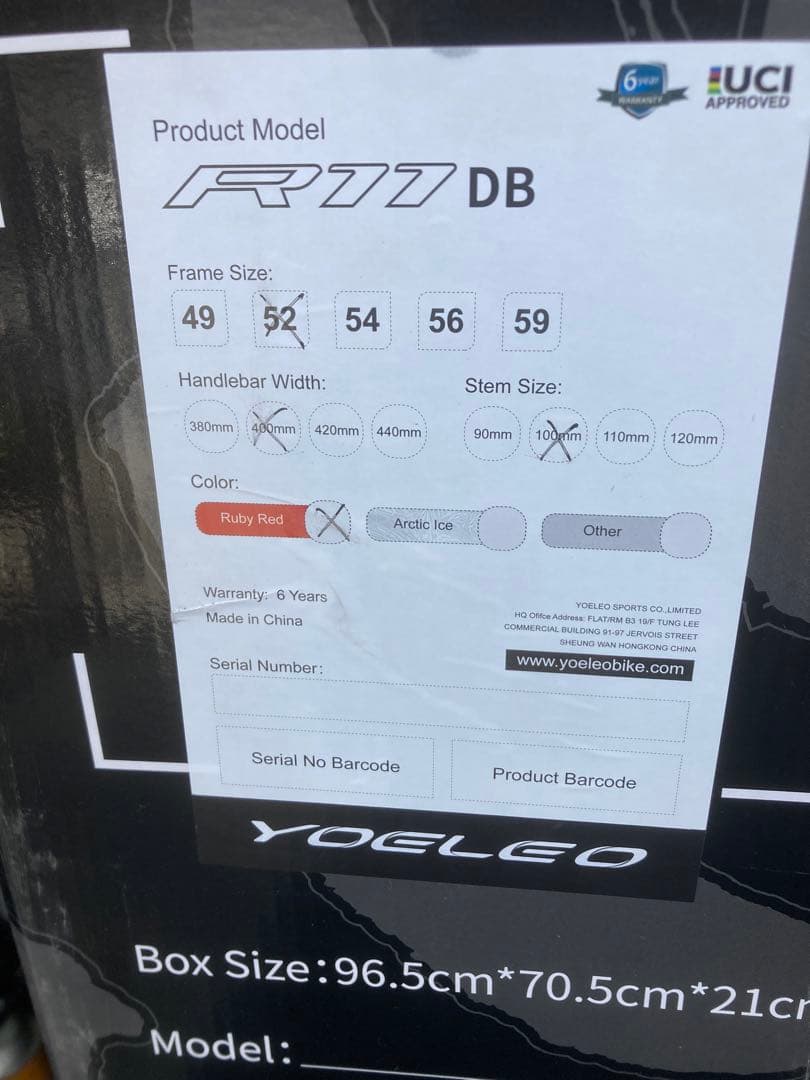 6 year
WARRANTY
UCI
APPROVED
Product Model
R11 DB
Frame Size:
49 52 54 56 59
Handlebar Width:
380mm 400mm 420mm 440mm
Stem Size:
90mm 100mm 110mm 120mm
Color:
Ruby Red Arctic Ice Other
Warranty: 6 Years
Made in China
YOELEO SPORTS CO.,LIMITED
HQ Ofifce Address: FLAT/RM B3 19/F TUNG LEE
COMMERCIAL BUILDING 91-97 JERVOIS STREET
SHEUNG WAN HONGKONG CHINA
www.yoeleobike.com
Serial Number:
Serial No Barcode
Product Barcode
YOELEO
Box Size:96.5cm*70.5cm*21c
Model: